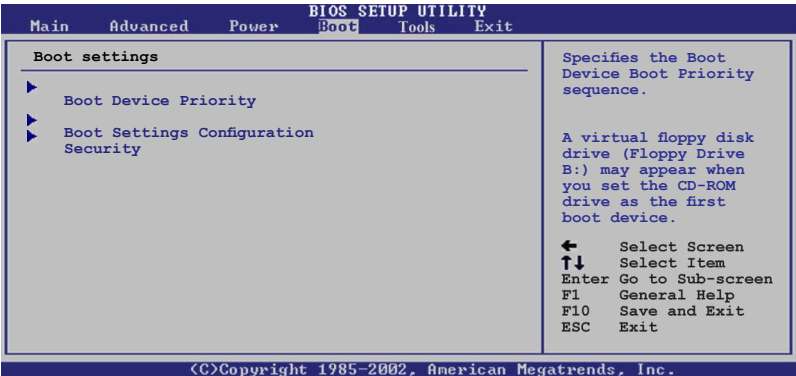 BIOS SETUP UTILITY
Main Advanced Power Boot Tools Exit
Boot settings
Boot Device Priority
Boot Settings Configuration
Security
Specifies the Boot
Device Boot Priority
sequence.
A virtual floppy disk
drive (Floppy Drive
B:) may appear when
you set the CD-ROM
drive as the first
boot device.
← Select Screen
↑↓ Select Item
Enter Go to Sub-screen
F1 General Help
F10 Save and Exit
ESC Exit
(C)Copyright 1985-2002, American Megatrends, Inc.